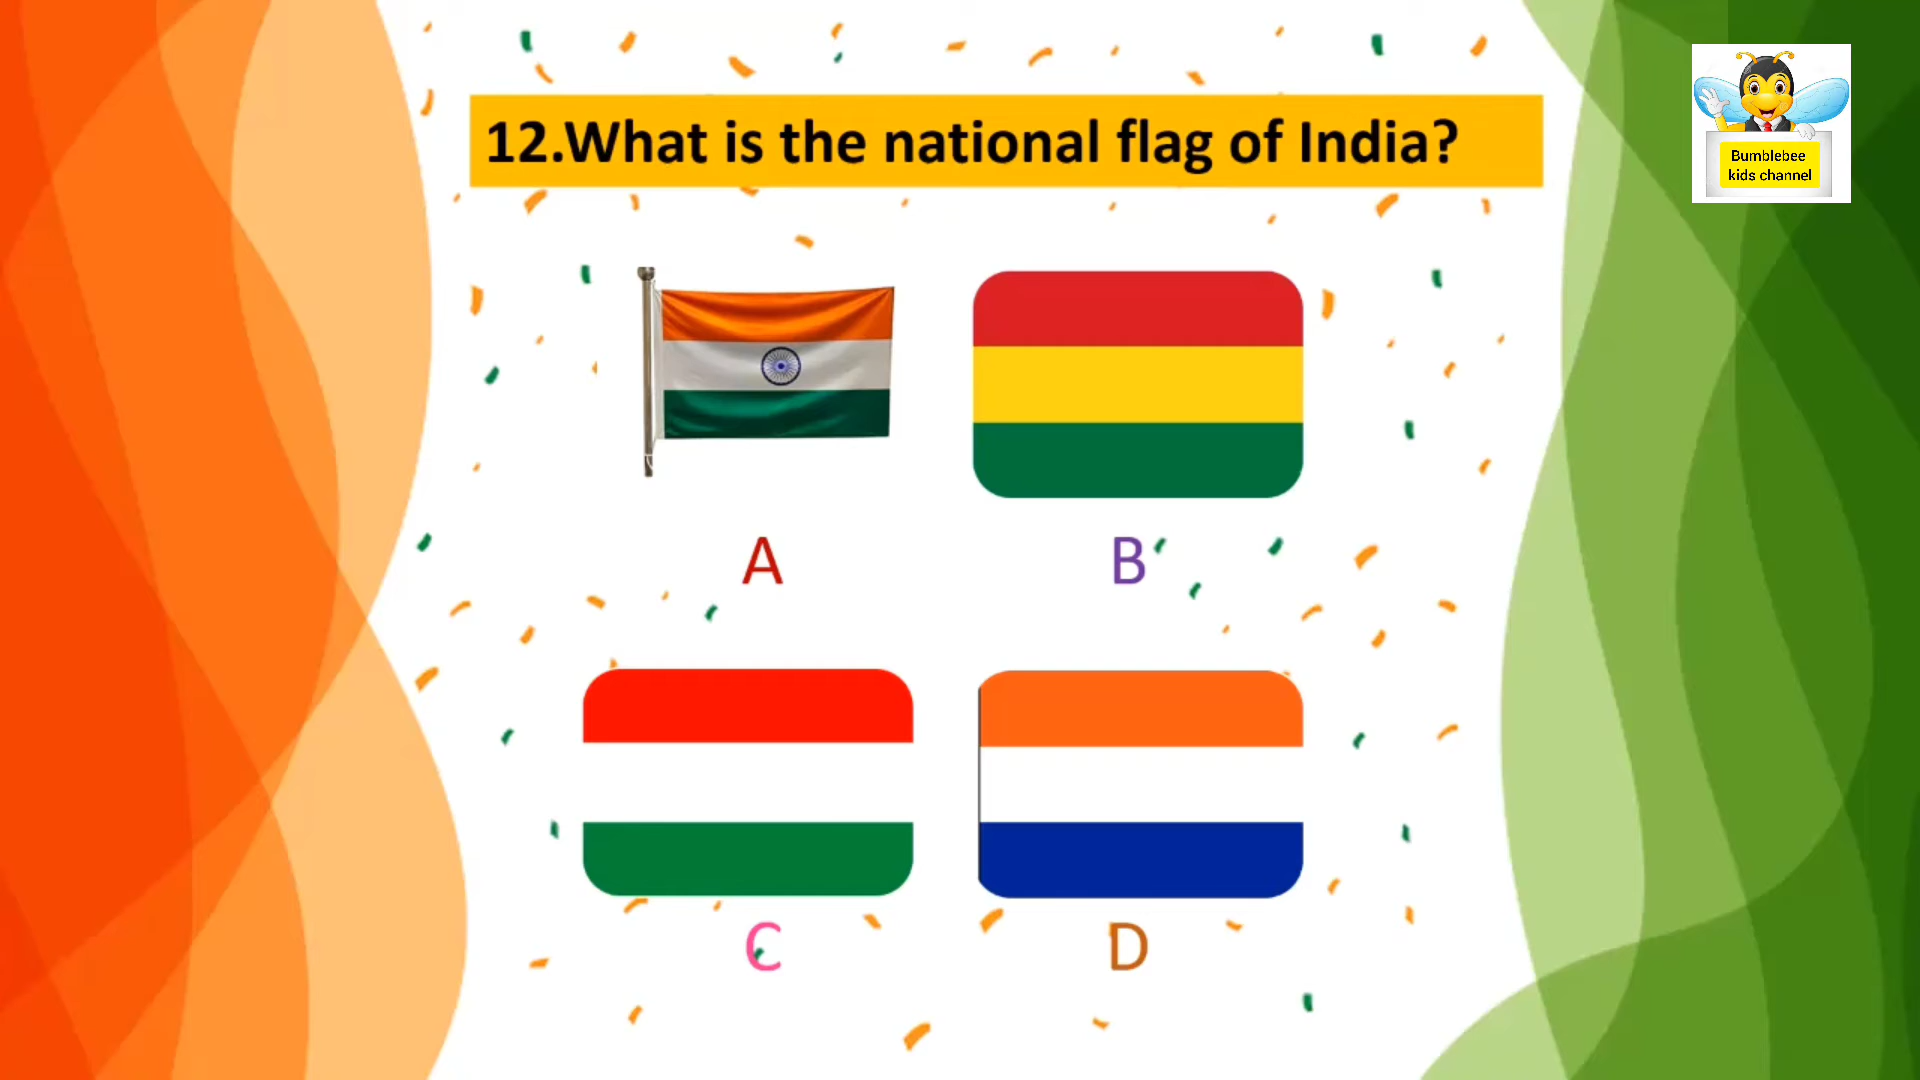 12.What is the national flag of India?
Bumblebee
kids channel
A
B
C
D